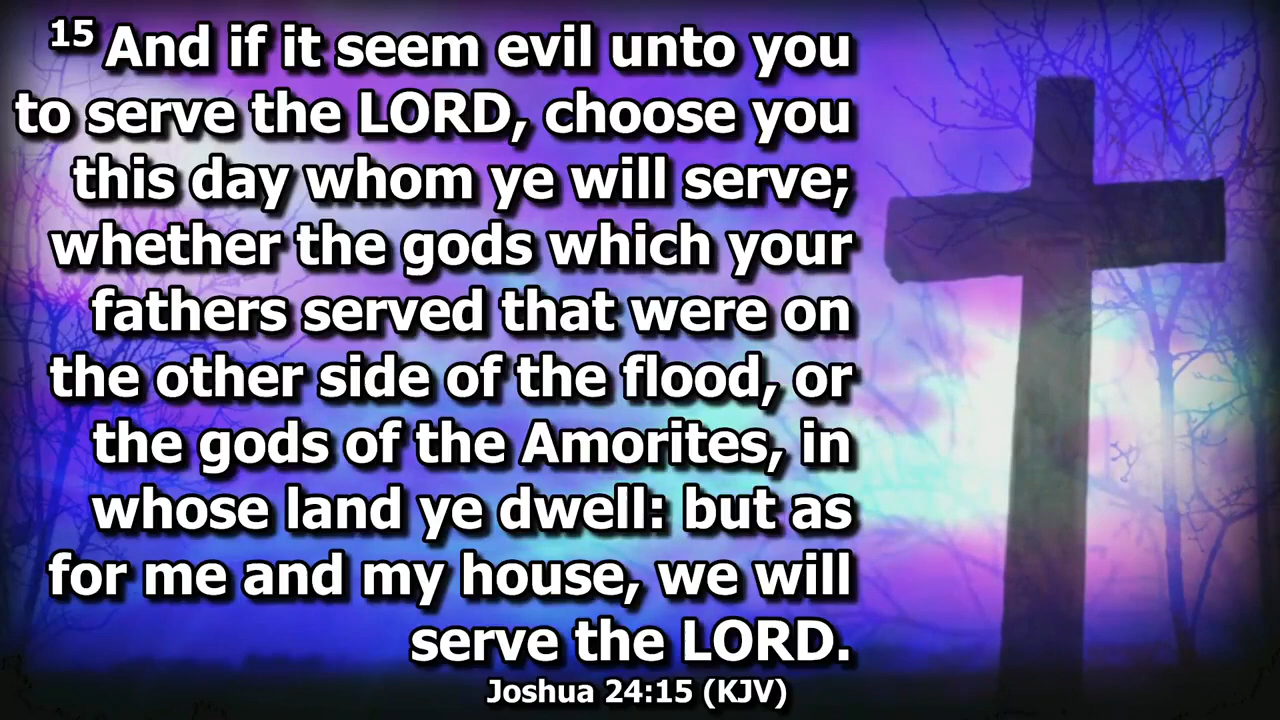 15 And if it seem evil unto you
to serve the LORD, choose you
this day whom ye will serve;
whether the gods which your
fathers served that were on
the other side of the flood, or
the gods of the Amorites, in
whose land ye dwell: but as
for me and my house, we will
serve the LORD.
Joshua 24:15 (KJV)